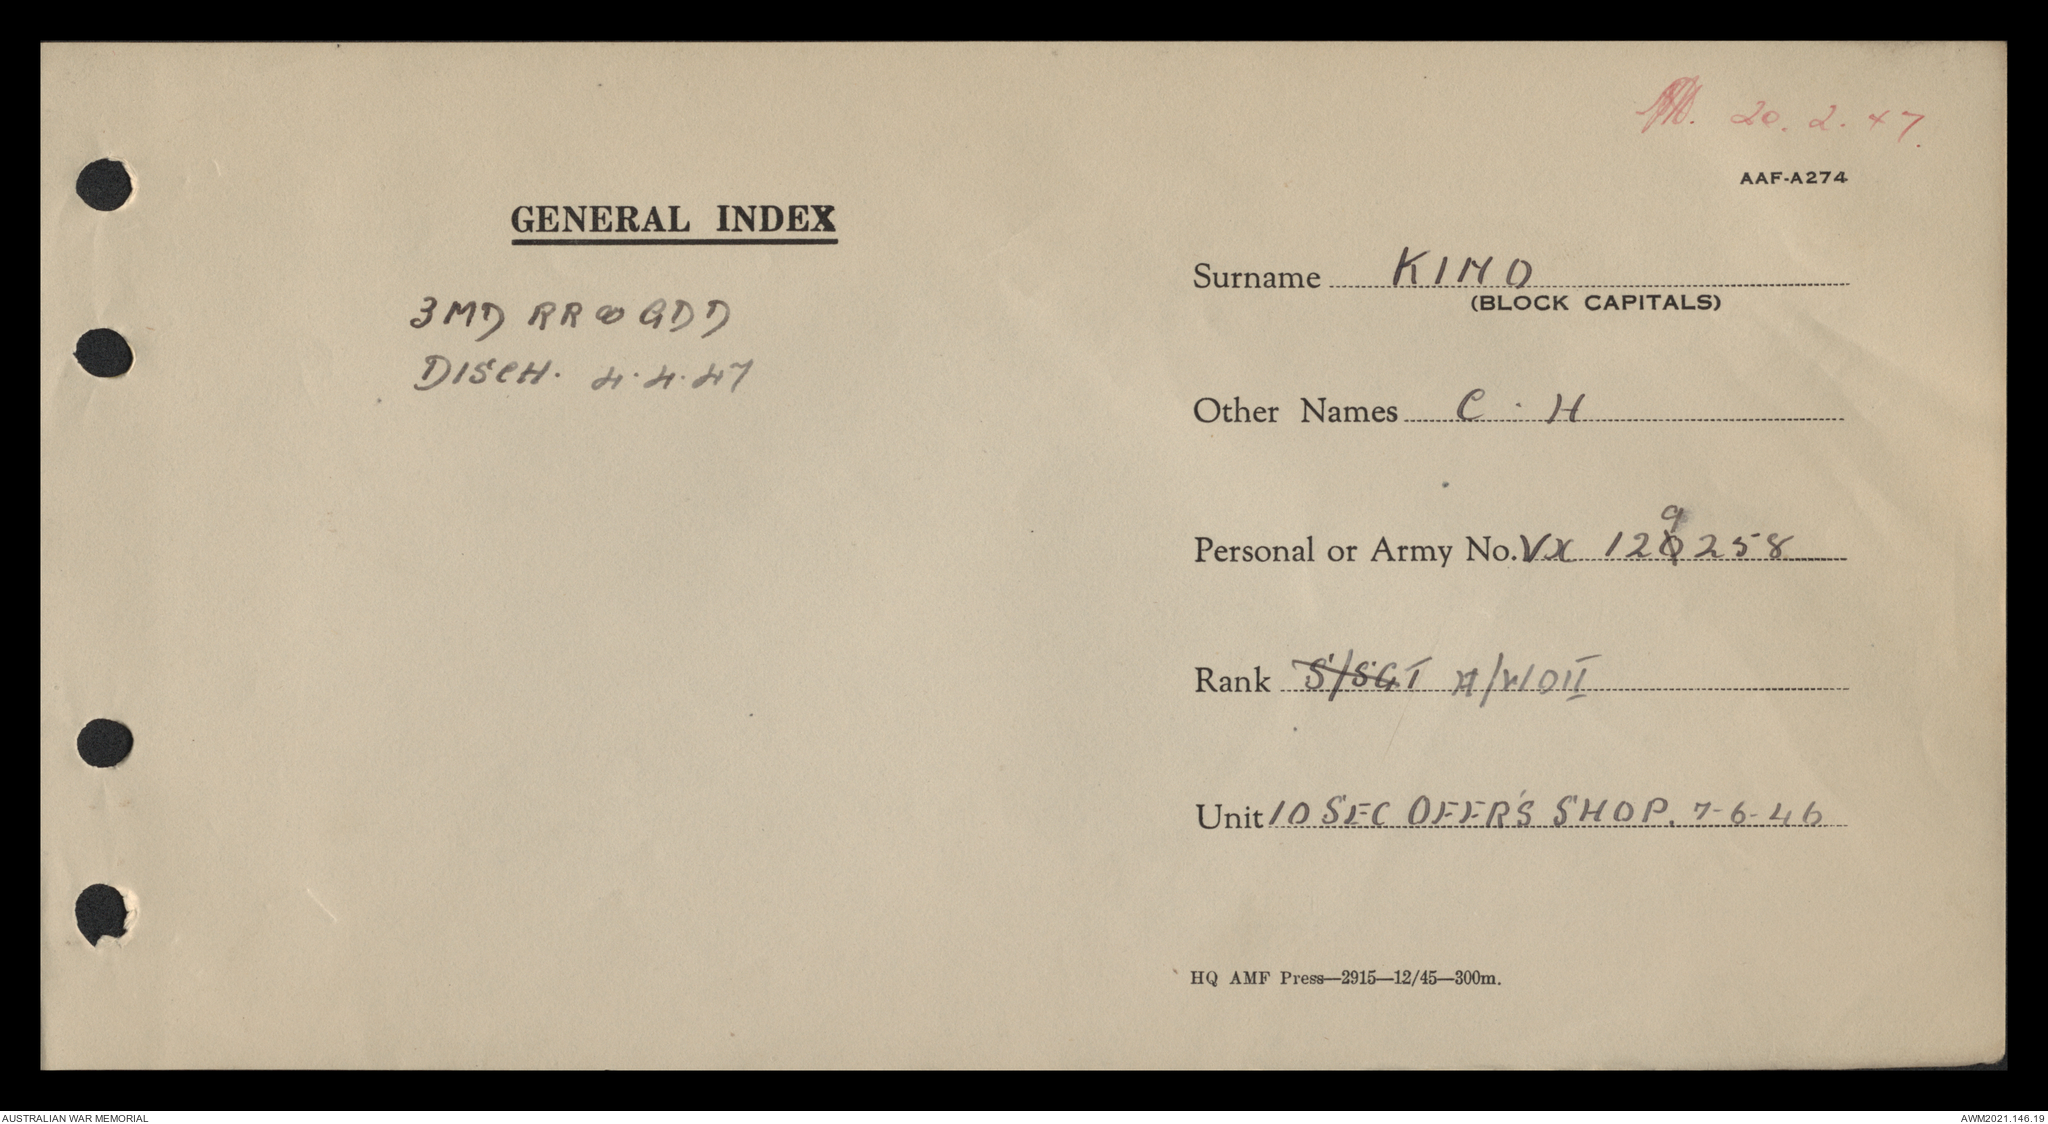 20.2.47.
AAF-A274
GENERAL INDEX
3MD RR & GDD
DISCH. 4.4.47
Surname KIND
(BLOCK CAPITALS)
Other Names C. H
Personal or Army No. VX 120258
9
Rank S/SGT A/WOII
Unit 10 SEC OFFR'S SHOP. 7-6-46
HQ AMF Press—2915—12/45—300m.
AUSTRALIAN WAR MEMORIAL
AWM2021.146.19